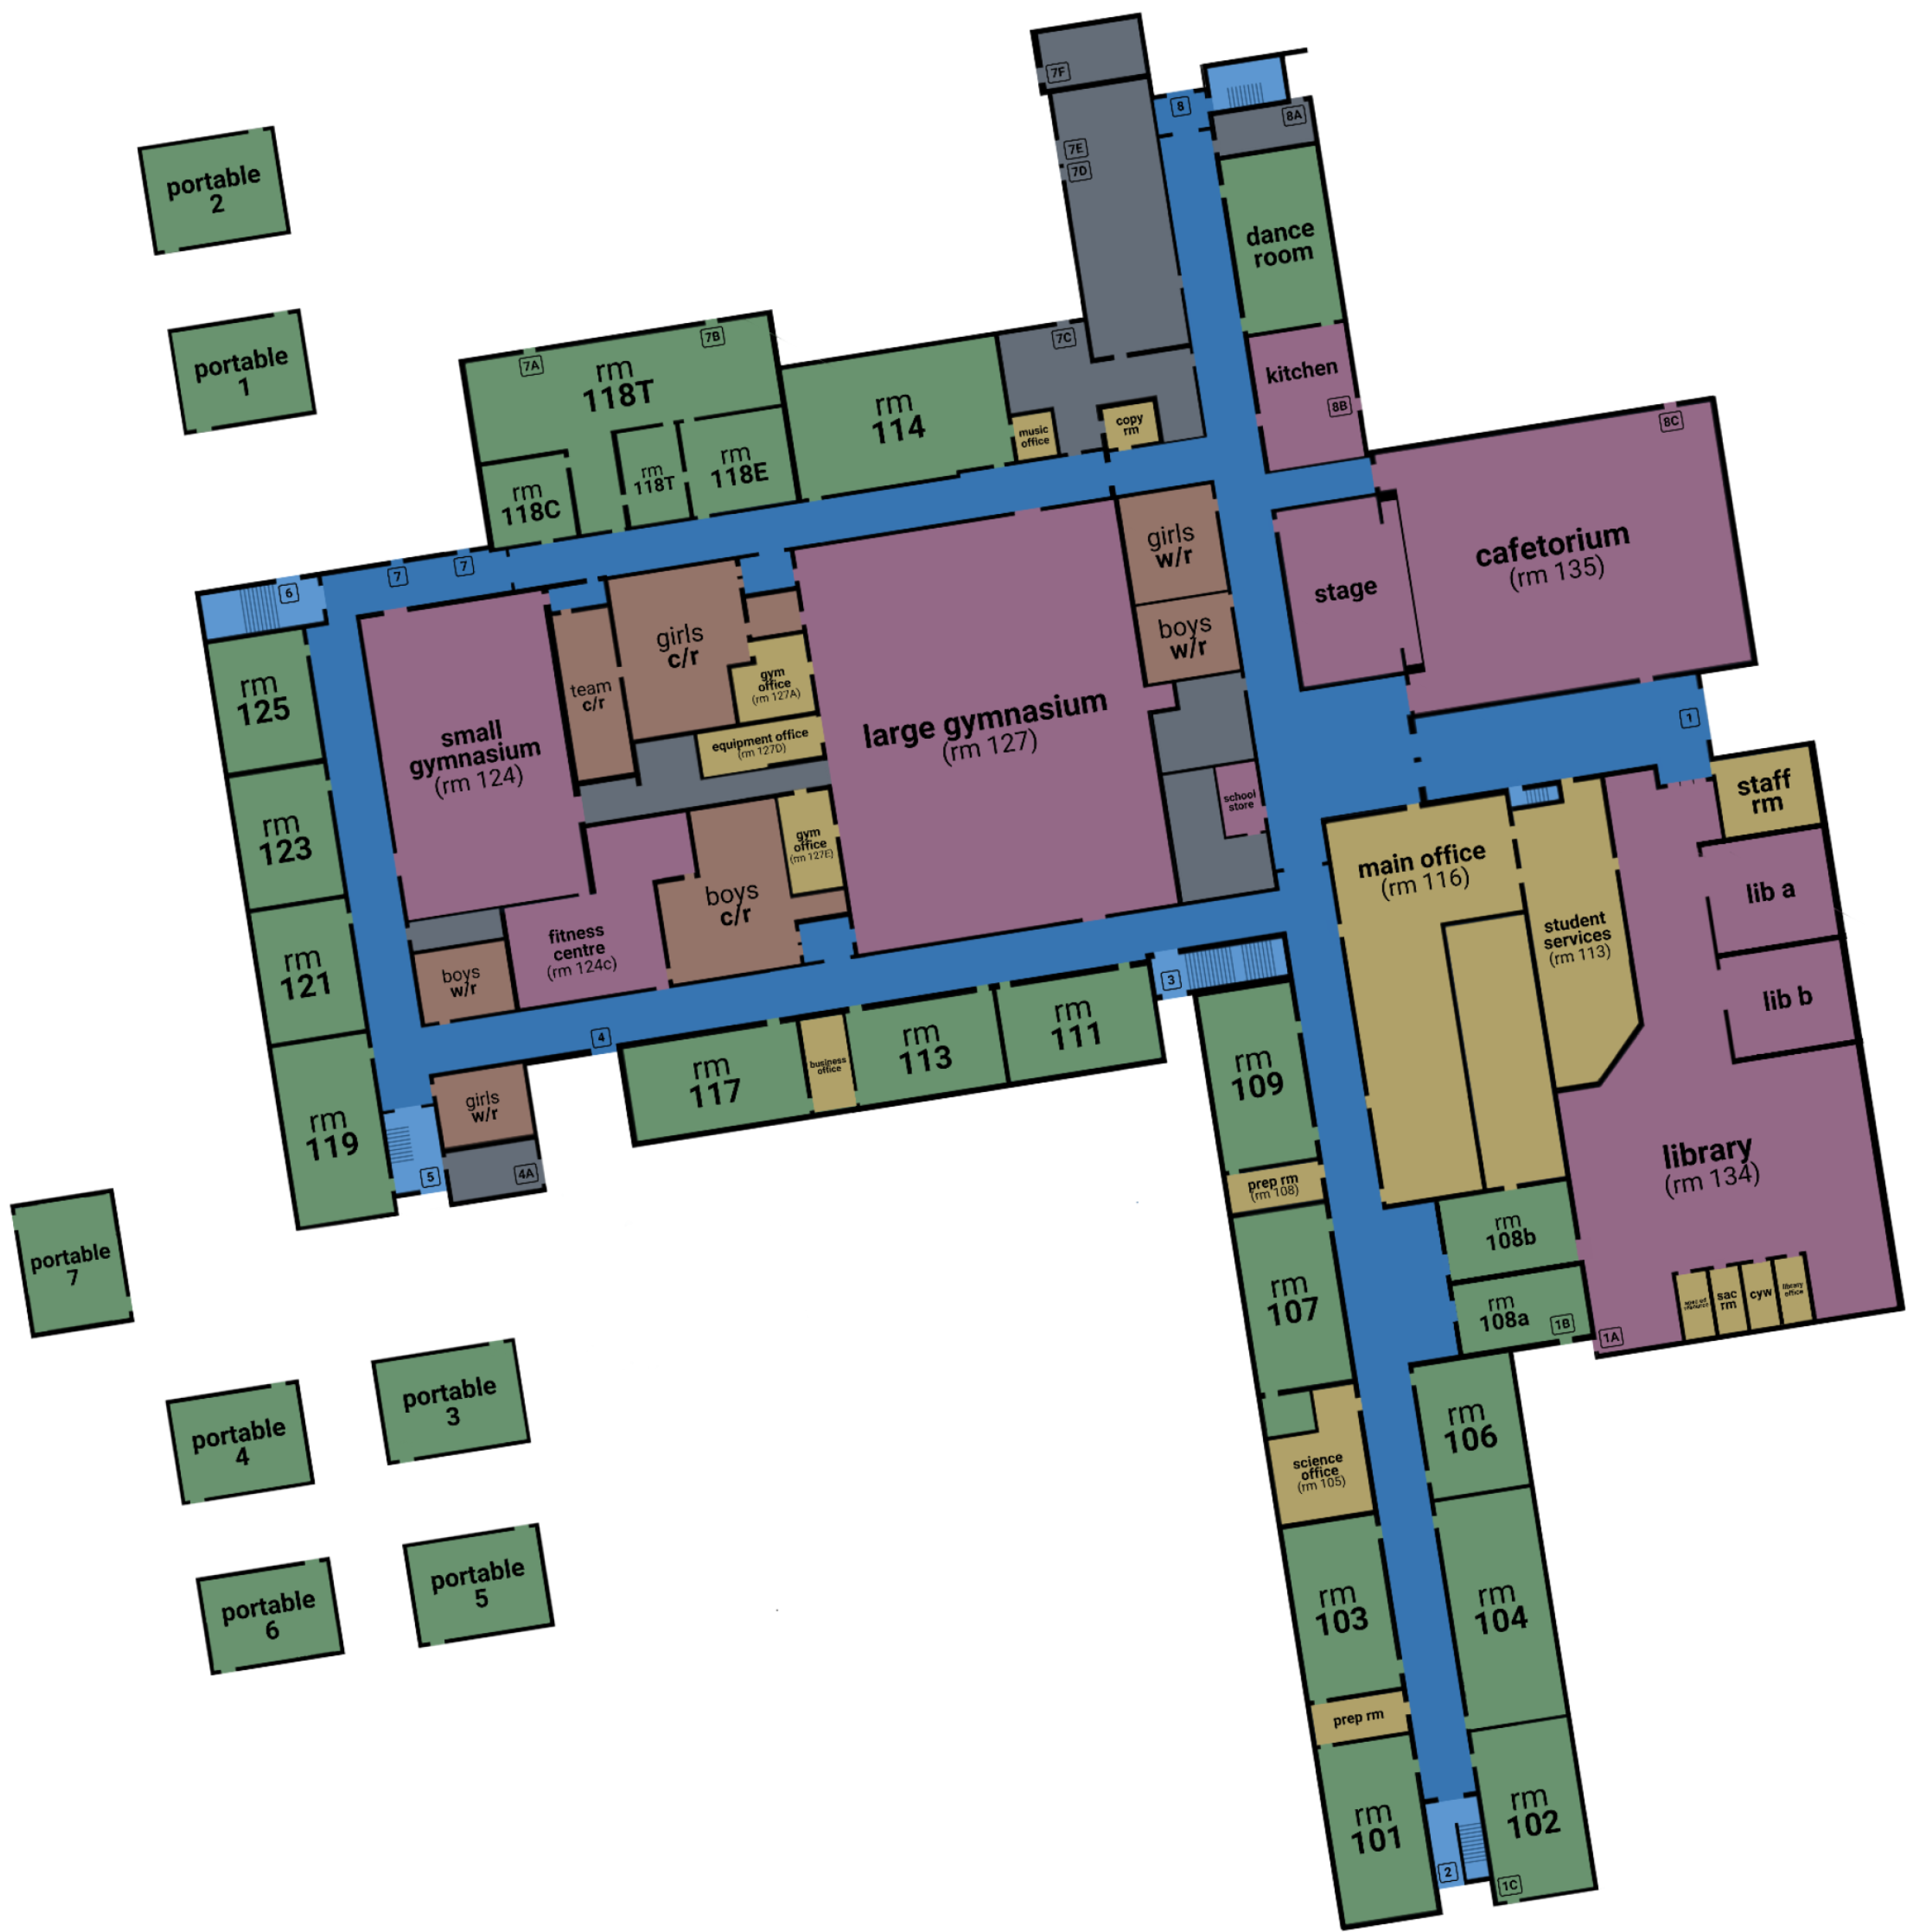 7F
8
8A
7E
7D
portable
2
dance
room
portable
1
7A
7B
7C
rm
118T
rm
114
kitchen
8B
8C
music
office
copy
rm
rm
118C
rm
118T
rm
118E
girls
w/r
cafetorium
(rm 135)
stage
6
7
7
rm
125
girls
c/r
team
c/r
gym
office
(rm 127A)
boys
w/r
small
gymnasium
(rm 124)
equipment office
(rm 127D)
large gymnasium
(rm 127)
1
staff
rm
school
store
rm
123
gym
office
(rm 127E)
main office
(rm 116)
lib a
boys
c/r
student
services
(rm 113)
fitness
centre
(rm 124c)
rm
121
boys
w/r
3
lib b
4
rm
117
business
office
rm
113
rm
111
rm
109
rm
119
girls
w/r
5
4A
library
(rm 134)
prep rm
(rm 108)
portable
7
rm
108b
rm
107
rm
108a
1B
1A
sac
rm
cyw
library
office
portable
3
portable
4
rm
106
science
office
(rm 105)
portable
5
portable
6
rm
103
rm
104
prep rm
rm
101
rm
102
2
1C